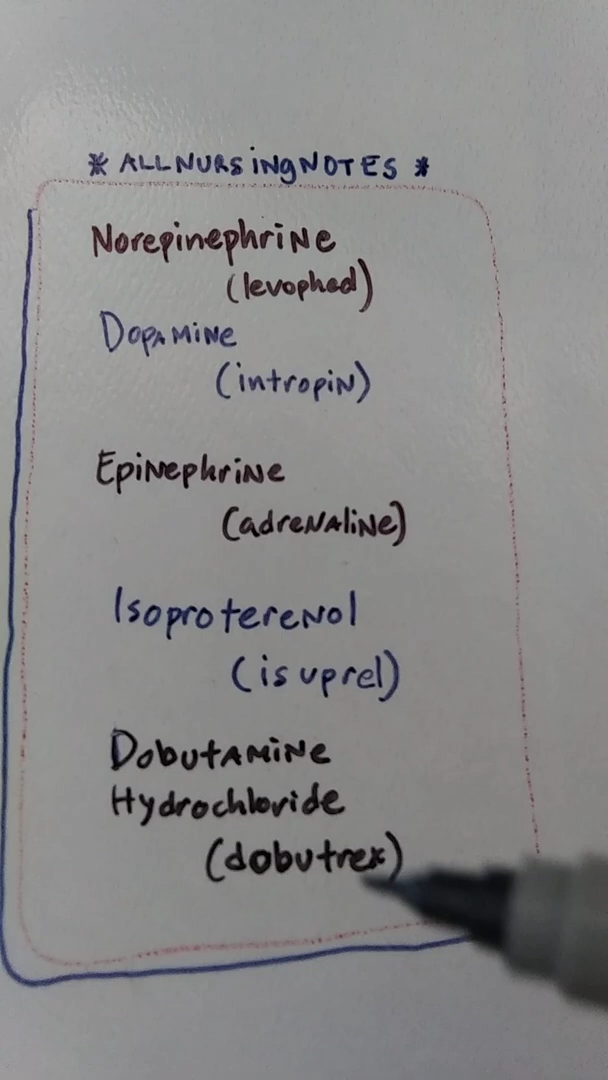 * ALLNURSiNgNOTES *
NorepinephriNe
(levophed)
DopAMiNe
(intropiN)
EpiNephriNe
(adreNAliNe)
IsoprotereNol
(isuprel)
DobutAMiNe
Hydrochloride
(dobutrex)